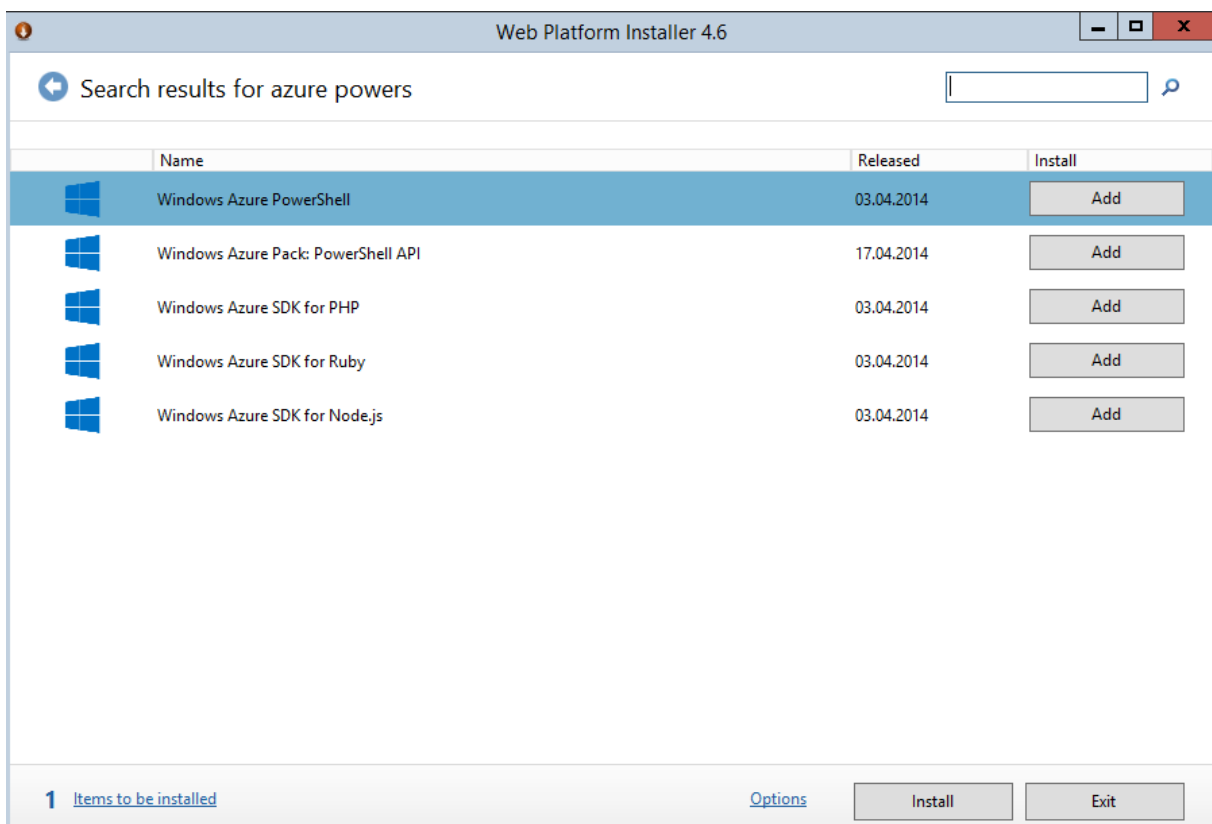 Web Platform Installer 4.6
Search results for azure powers
Name Released Install
Windows Azure PowerShell 03.04.2014 Add
Windows Azure Pack: PowerShell API 17.04.2014 Add
Windows Azure SDK for PHP 03.04.2014 Add
Windows Azure SDK for Ruby 03.04.2014 Add
Windows Azure SDK for Node.js 03.04.2014 Add
1 Items to be installed Options Install Exit